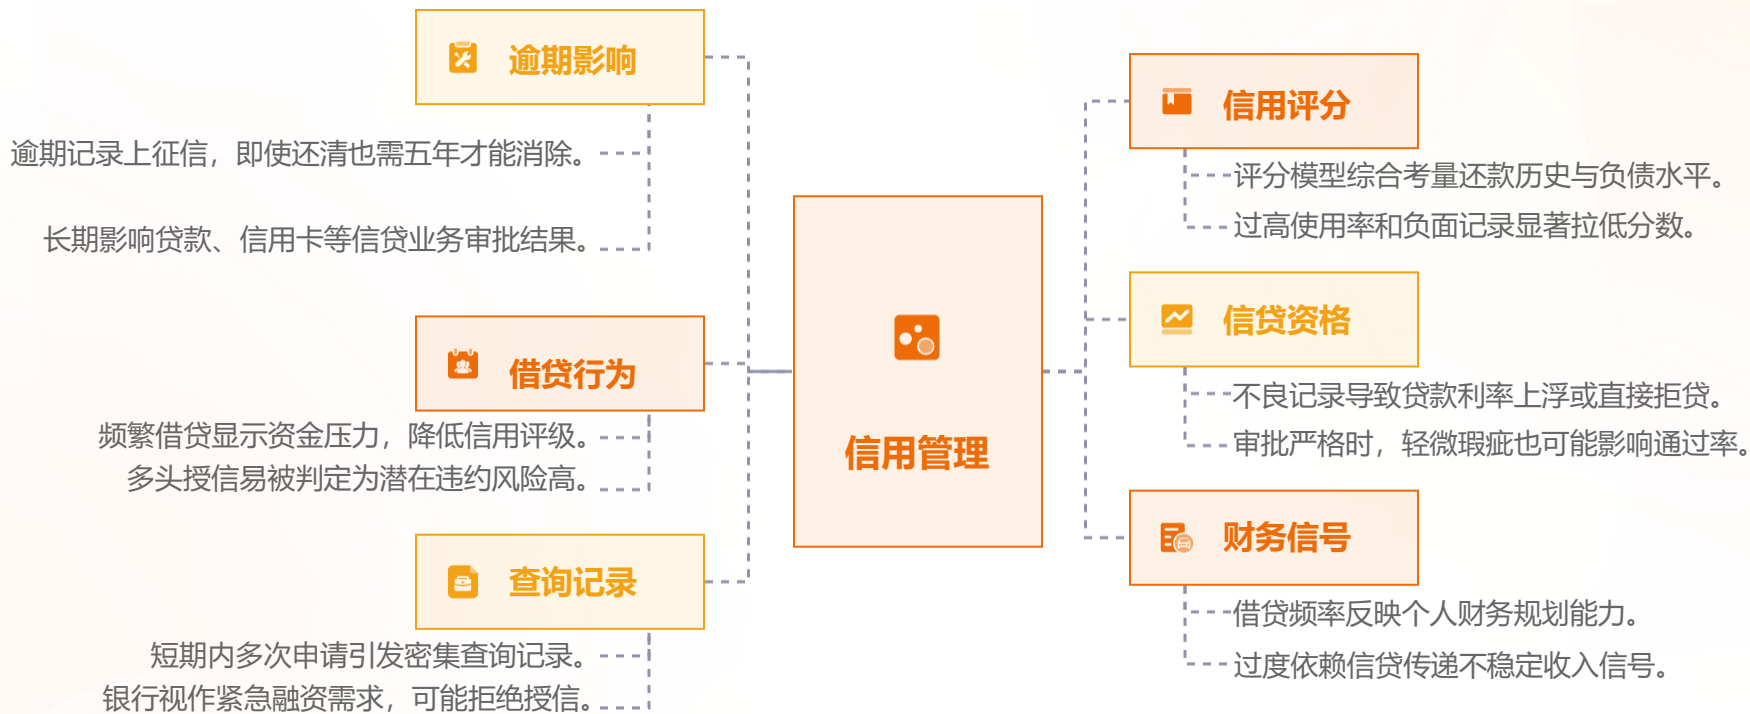 逾期影响
逾期记录上征信，即使还清也需五年才能消除。
长期影响贷款、信用卡等信贷业务审批结果。
借贷行为
频繁借贷显示资金压力，降低信用评级。
多头授信易被判定为潜在违约风险高。
查询记录
短期内多次申请引发密集查询记录。
银行视作紧急融资需求，可能拒绝授信。
信用管理
信用评分
评分模型综合考量还款历史与负债水平。
过高使用率和负面记录显著拉低分数。
信贷资格
不良记录导致贷款利率上浮或直接拒贷。
审批严格时，轻微瑕疵也可能影响通过率。
财务信号
借贷频率反映个人财务规划能力。
过度依赖信贷传递不稳定收入信号。